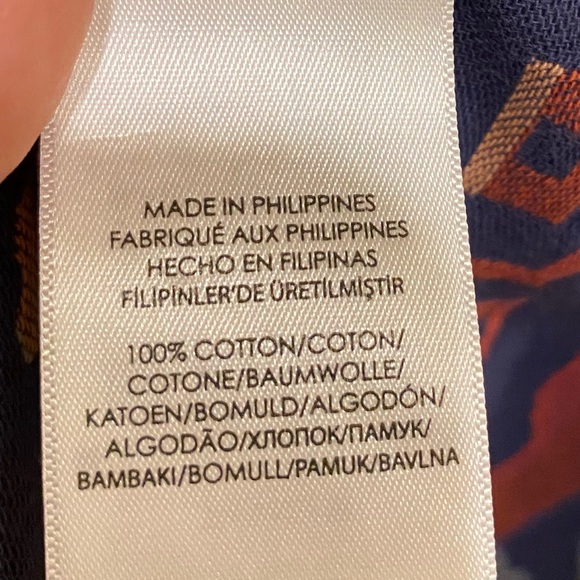 MADE IN PHILIPPINES
FABRIQUÉ AUX PHILIPPINES
HECHO EN FILIPINAS
FİLİPİNLER'DE ÜRETİLMİŞTİR
100% COTTON/COTON/
COTONE/BAUMWOLLE/
KATOEN/BOMULD/ALGODÓN/
ALGODÃO/ХЛОПОК/ПАМУК/
BAMBAKI/BOMULL/PAMUK/BAVLNA